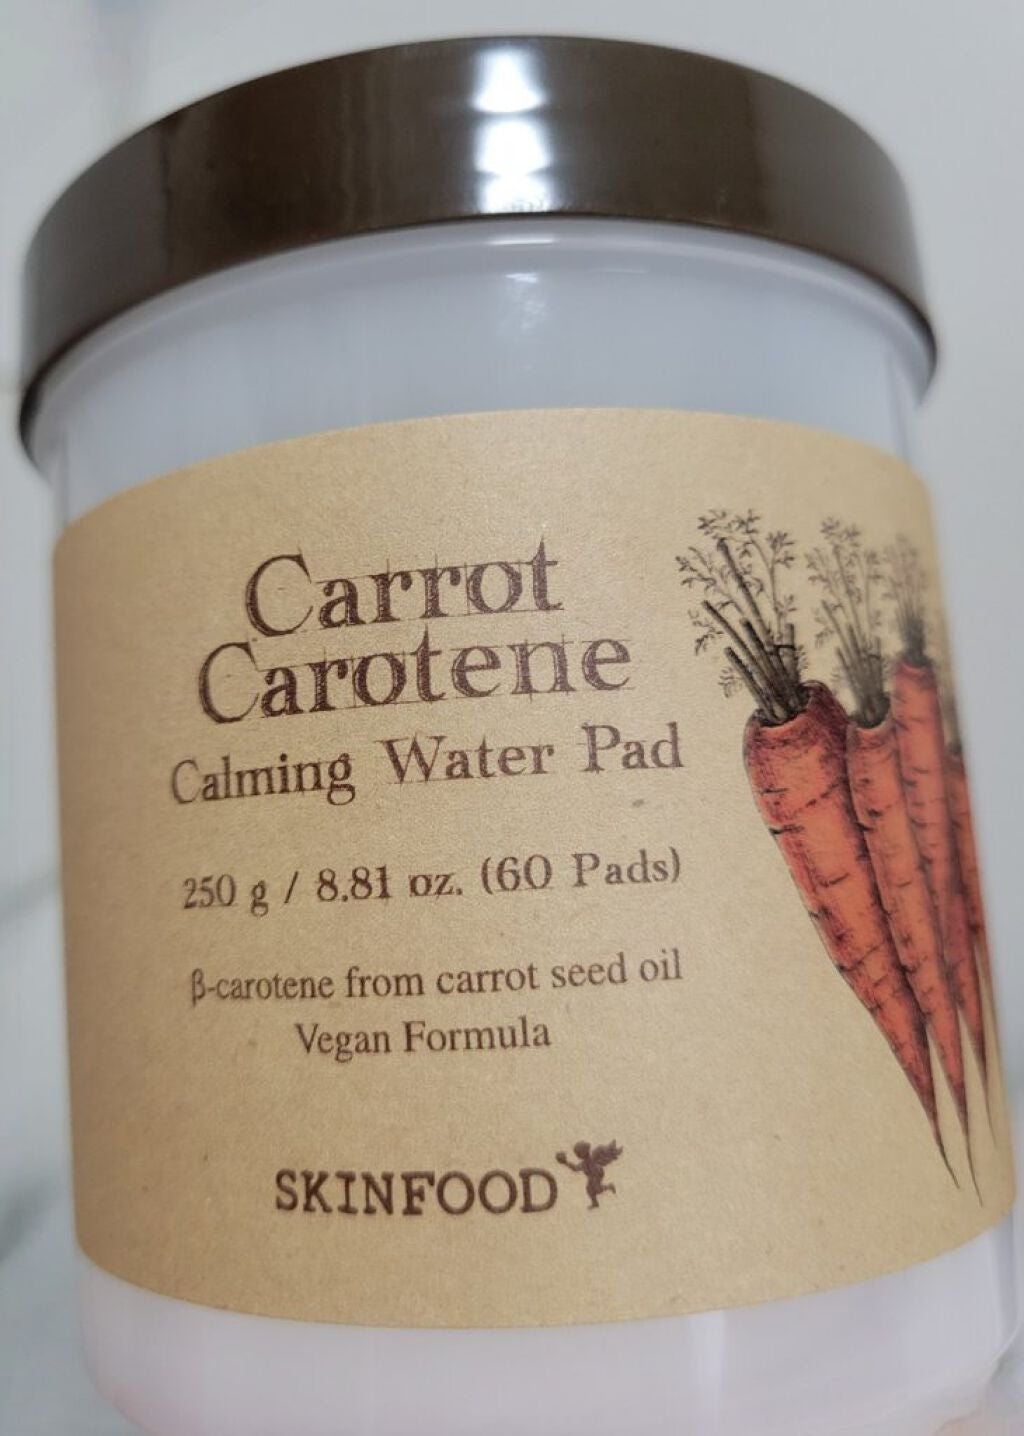 Carrot
Carotene
Calming Water Pad
250 g / 8.81 oz. (60 Pads)
β-carotene from carrot seed oil
Vegan Formula
SKINFOOD